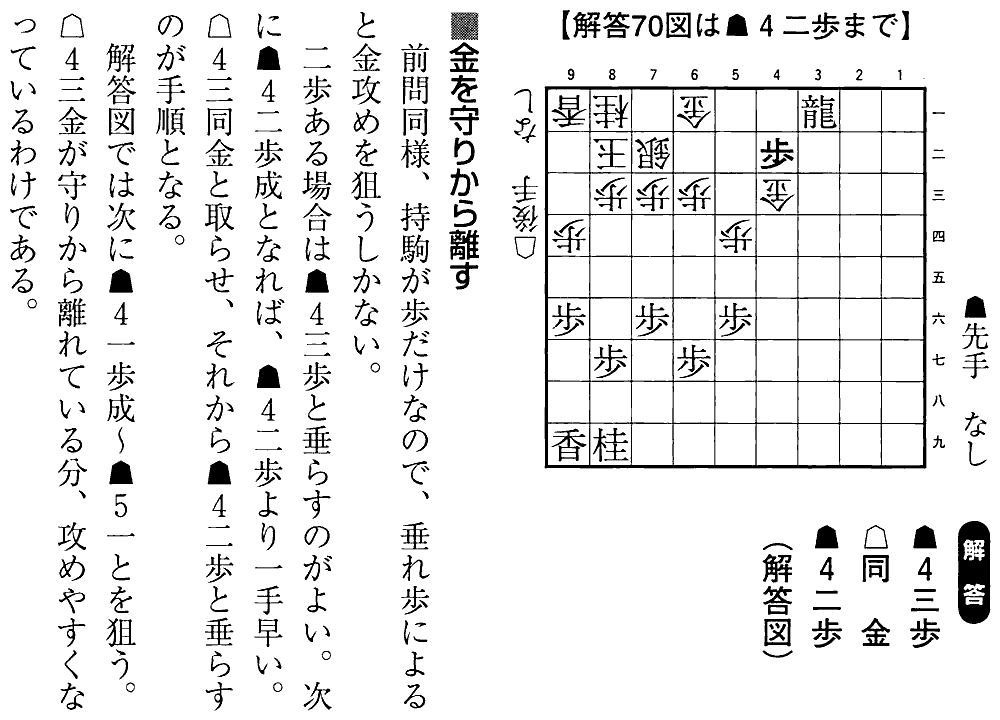 【解答70図は☗4二歩まで】
9 8 7 6 5 4 3 2 1
香 桂 金 龍 一
王 銀 歩 二
歩 歩 歩 金 三
歩 歩 四
五
歩 歩 歩 六
歩 歩 七
八
香 桂 九
☗先手 なし
☖後手 なし
解答
☗4三歩
☖同 金
☗4二歩
(解答図)
■金を守りから離す
前問同様、持駒が歩だけなので、垂れ歩による
と金攻めを狙うしかない。
二歩ある場合は☗4三歩と垂らすのがよい。次
に☗4二歩成となれば、☗4二歩より一手早い。
☖4三同金と取らせ、それから☗4二歩と垂らす
のが手順となる。
解答図では次に☗4一歩成〜☗5一とを狙う。
☖4三金が守りから離れている分、攻めやすくな
っているわけである。